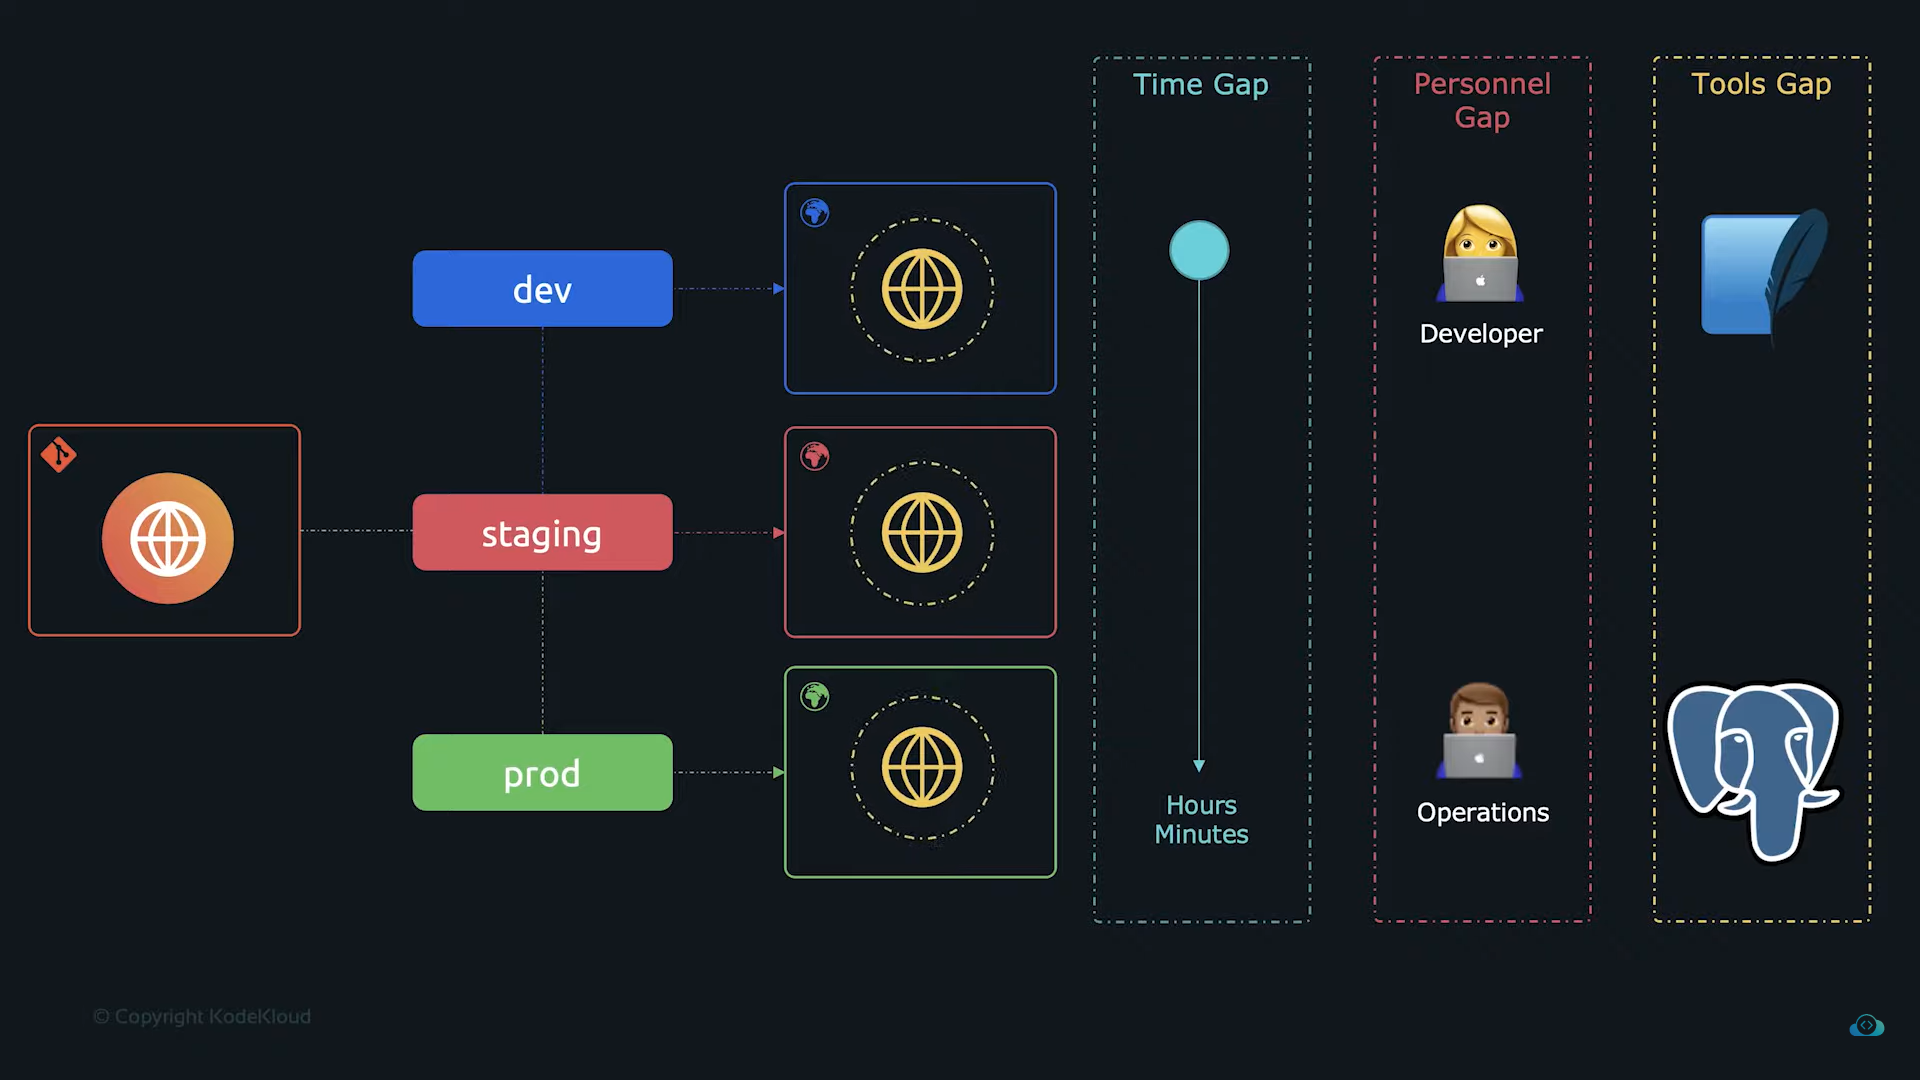 Time Gap
Personnel
Gap
Tools Gap
dev
Developer
staging
prod
Hours
Minutes
Operations
© Copyright KodeKloud